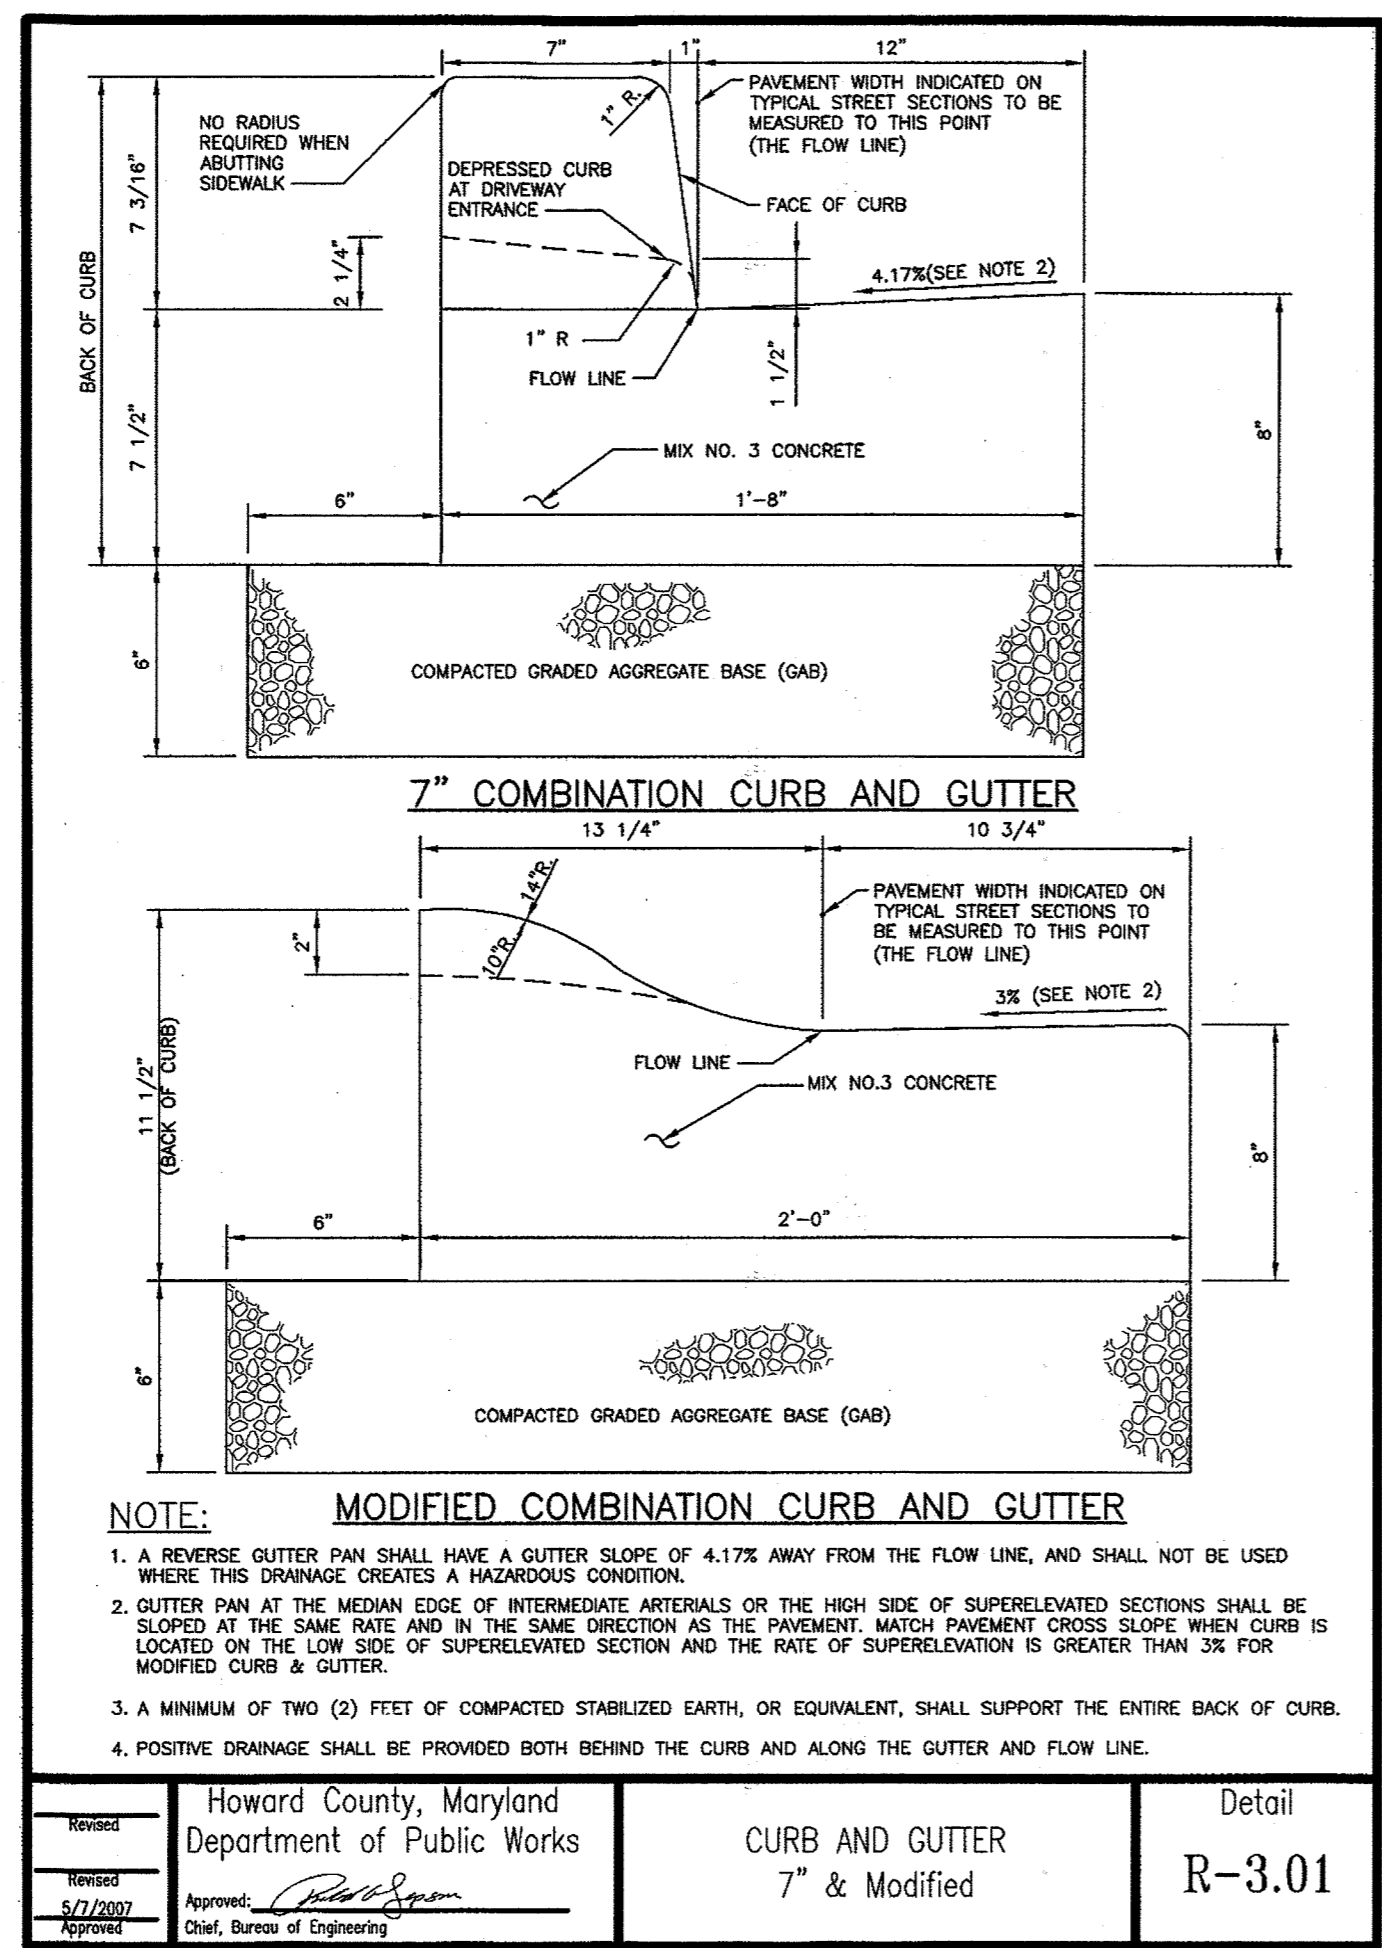 7"
1"
12"
NO RADIUS
REQUIRED WHEN
ABUTTING
SIDEWALK
1" R.
PAVEMENT WIDTH INDICATED ON
TYPICAL STREET SECTIONS TO BE
MEASURED TO THIS POINT
(THE FLOW LINE)
7 3/16"
DEPRESSED CURB
AT DRIVEWAY
ENTRANCE
FACE OF CURB
2 1/4"
4.17%(SEE NOTE 2)
BACK OF CURB
1" R
FLOW LINE
1 1/2"
7 1/2"
8"
MIX NO. 3 CONCRETE
6"
1'-8"
6"
COMPACTED GRADED AGGREGATE BASE (GAB)
7" COMBINATION CURB AND GUTTER
13 1/4"
10 3/4"
14"R.
10"R.
2"
PAVEMENT WIDTH INDICATED ON
TYPICAL STREET SECTIONS TO
BE MEASURED TO THIS POINT
(THE FLOW LINE)
3% (SEE NOTE 2)
FLOW LINE
MIX NO.3 CONCRETE
11 1/2"
(BACK OF CURB)
8"
6"
2'-0"
6"
COMPACTED GRADED AGGREGATE BASE (GAB)
MODIFIED COMBINATION CURB AND GUTTER
NOTE:
1. A REVERSE GUTTER PAN SHALL HAVE A GUTTER SLOPE OF 4.17% AWAY FROM THE FLOW LINE, AND SHALL NOT BE USED
WHERE THIS DRAINAGE CREATES A HAZARDOUS CONDITION.
2. GUTTER PAN AT THE MEDIAN EDGE OF INTERMEDIATE ARTERIALS OR THE HIGH SIDE OF SUPERELEVATED SECTIONS SHALL BE
SLOPED AT THE SAME RATE AND IN THE SAME DIRECTION AS THE PAVEMENT. MATCH PAVEMENT CROSS SLOPE WHEN CURB IS
LOCATED ON THE LOW SIDE OF SUPERELEVATED SECTION AND THE RATE OF SUPERELEVATION IS GREATER THAN 3% FOR
MODIFIED CURB & GUTTER.
3. A MINIMUM OF TWO (2) FEET OF COMPACTED STABILIZED EARTH, OR EQUIVALENT, SHALL SUPPORT THE ENTIRE BACK OF CURB.
4. POSITIVE DRAINAGE SHALL BE PROVIDED BOTH BEHIND THE CURB AND ALONG THE GUTTER AND FLOW LINE.
Revised
Revised
5/7/2007
Approved
Howard County, Maryland
Department of Public Works
Approved:
Chief, Bureau of Engineering
CURB AND GUTTER
7" & Modified
Detail
R-3.01